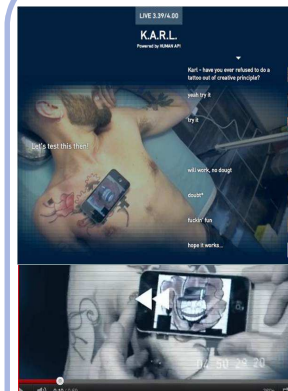 LIVE 3.39/4.00
K.A.R.L.
Powered by HUMAN API
Karl - have you ever refused to do a
tattoo out of creative principle?
yeah try it
try it
Let's test this then!
will work, no dougt
doubt*
fuckin' fun
hope it works...
04 50 29 20